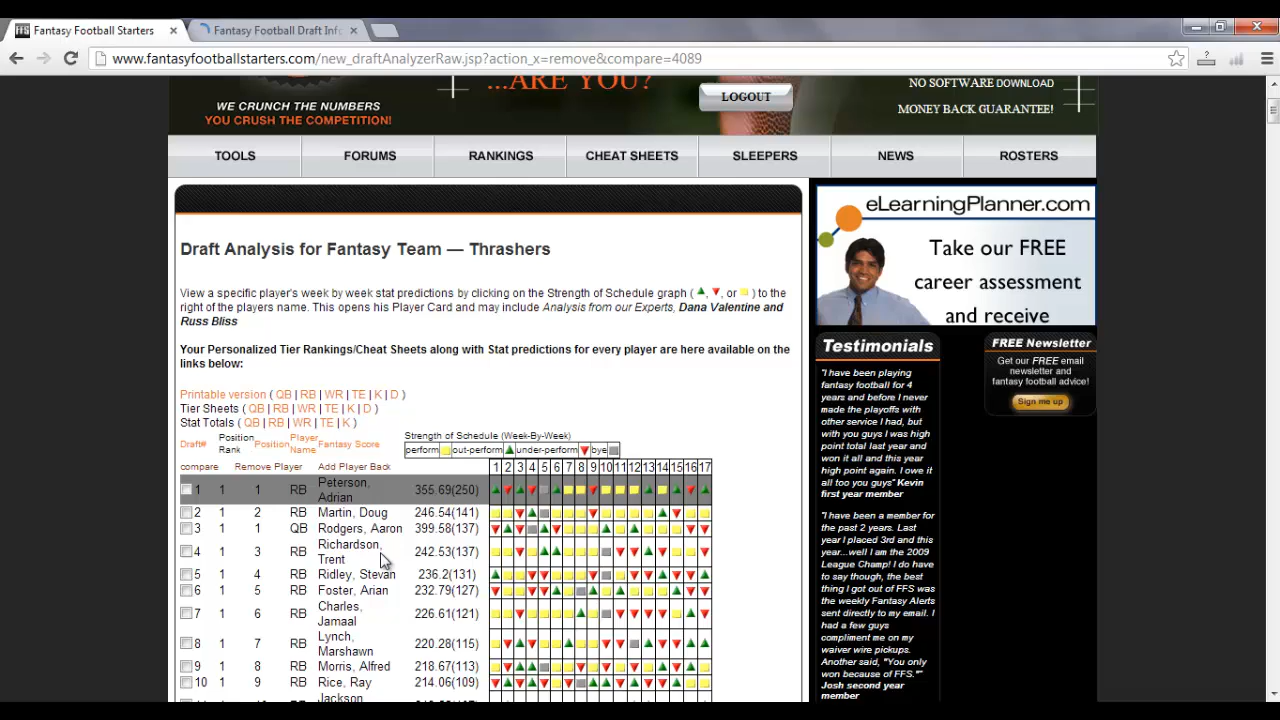 Fantasy Football Starters
Fantasy Football Draft Info
www.fantasyfootballstarters.com/new_draftAnalyzerRaw.jsp?action_x=remove&compare=4089
WE CRUNCH THE NUMBERS
YOU CRUSH THE COMPETITION!
...ARE YOU?
LOGOUT
NO SOFTWARE DOWNLOAD
MONEY BACK GUARANTEE!
TOOLS FORUMS RANKINGS CHEAT SHEETS SLEEPERS NEWS ROSTERS
Draft Analysis for Fantasy Team — Thrashers
View a specific player's week by week stat predictions by clicking on the Strength of Schedule graph ( , , or ) to the
right of the players name. This opens his Player Card and may include Analysis from our Experts, Dana Valentine and
Russ Bliss
Your Personalized Tier Rankings/Cheat Sheets along with Stat predictions for every player are here available on the
links below:
Printable version ( QB | RB | WR | TE | K | D )
Tier Sheets ( QB | RB | WR | TE | K | D )
Stat Totals ( QB | RB | WR | TE | K )
Draft# Position Rank Position Player Name Fantasy Score
Strength of Schedule (Week-By-Week)
perform out-perform under-perform bye
compare Remove Player Add Player Back 1 2 3 4 5 6 7 8 9 10 11 12 13 14 15 16 17
1 1 1 RB Peterson, Adrian 355.69(250)
2 1 2 RB Martin, Doug 246.54(141)
3 1 1 QB Rodgers, Aaron 399.58(137)
4 1 3 RB Richardson, Trent 242.53(137)
5 1 4 RB Ridley, Stevan 236.2(131)
6 1 5 RB Foster, Arian 232.79(127)
7 1 6 RB Charles, Jamaal 226.61(121)
8 1 7 RB Lynch, Marshawn 220.28(115)
9 1 8 RB Morris, Alfred 218.67(113)
10 1 9 RB Rice, Ray 214.06(109)
Jackson
eLearningPlanner.com
Take our FREE
career assessment
and receive
Testimonials
"I have been playing
fantasy football for 4
years and before I never
made the playoffs with
other service I had, but
with you guys I was high
point total last year and
won it all and this year
high point again. I owe it
all too you guys" Kevin
first year member
"I have been a member for
the past 2 years. Last
year I placed 3rd and this
year...well I am the 2009
League Champ! I do have
to say though, the best
thing I got out of FFS was
the weekly Fantasy Alerts
sent directly to my email. I
had a few guys
compliment me on my
waiver wire pickups.
Another said, "You only
won because of FFS."
Josh second year
member
FREE Newsletter
Get our FREE email
newsletter and
fantasy football advice!
Sign me up